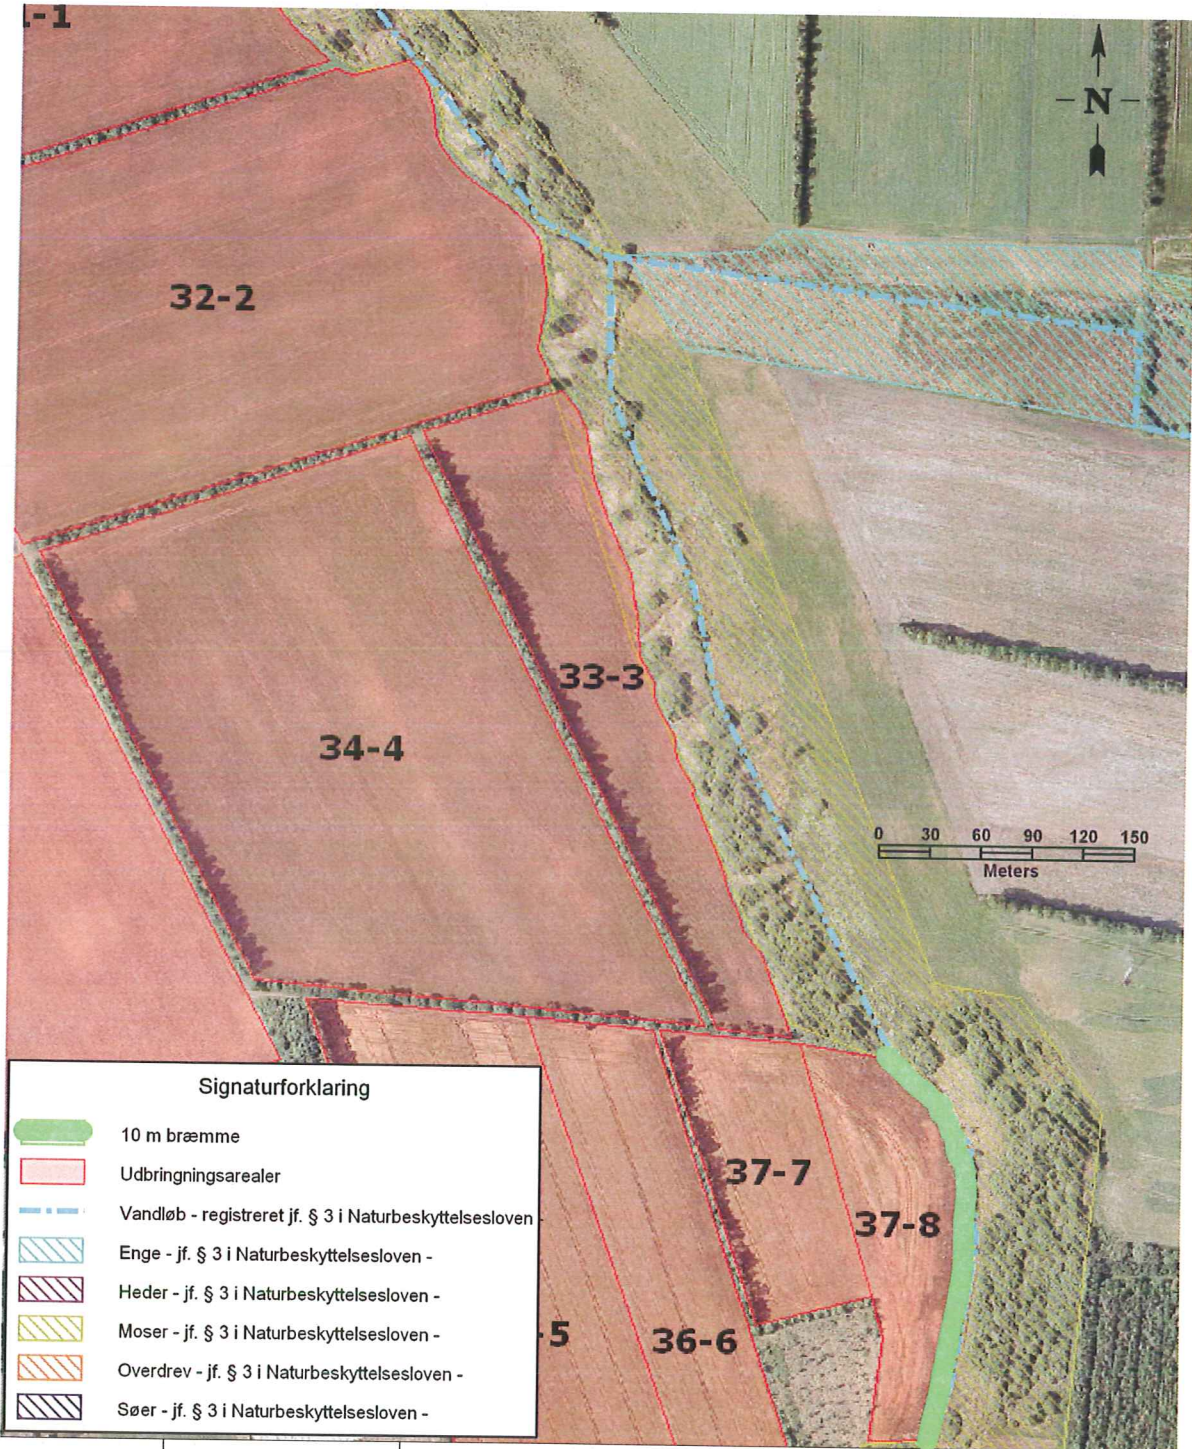 -1
N
32-2
33-3
34-4
0 30 60 90 120 150
Meters
37-7
37-8
-5
36-6
Signaturforklaring
10 m bræmme
Udbringningsarealer
Vandløb - registreret jf. § 3 i Naturbeskyttelsesloven
Enge - jf. § 3 i Naturbeskyttelsesloven -
Heder - jf. § 3 i Naturbeskyttelsesloven -
Moser - jf. § 3 i Naturbeskyttelsesloven -
Overdrev - jf. § 3 i Naturbeskyttelsesloven -
Søer - jf. § 3 i Naturbeskyttelsesloven -